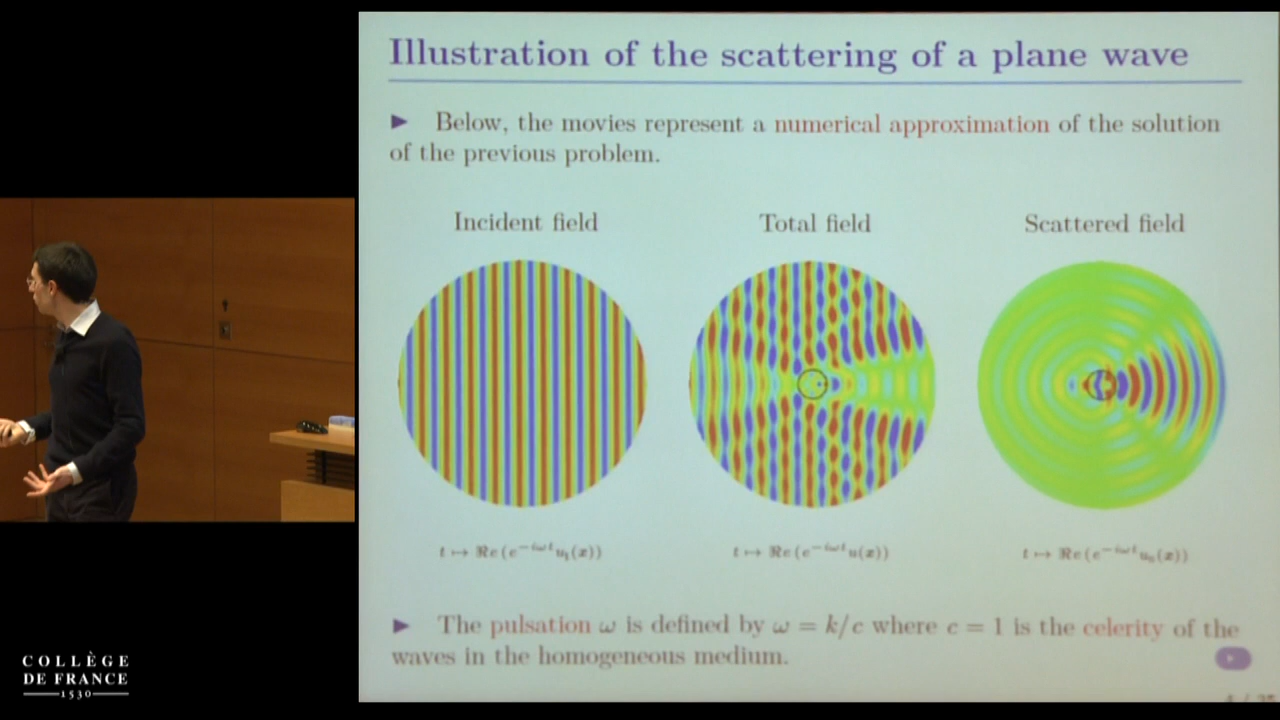 Illustration of the scattering of a plane wave
▶ Below, the movies represent a numerical approximation of the solution
of the previous problem.
Incident field Total field Scattered field
t ↦ ℜe(e^{-iωt}u_i(x)) t ↦ ℜe(e^{-iωt}u(x)) t ↦ ℜe(e^{-iωt}u_s(x))
▶ The pulsation ω is defined by ω = k/c where c = 1 is the celerity of the
waves in the homogeneous medium.
COLLÈGE
DE FRANCE
1530